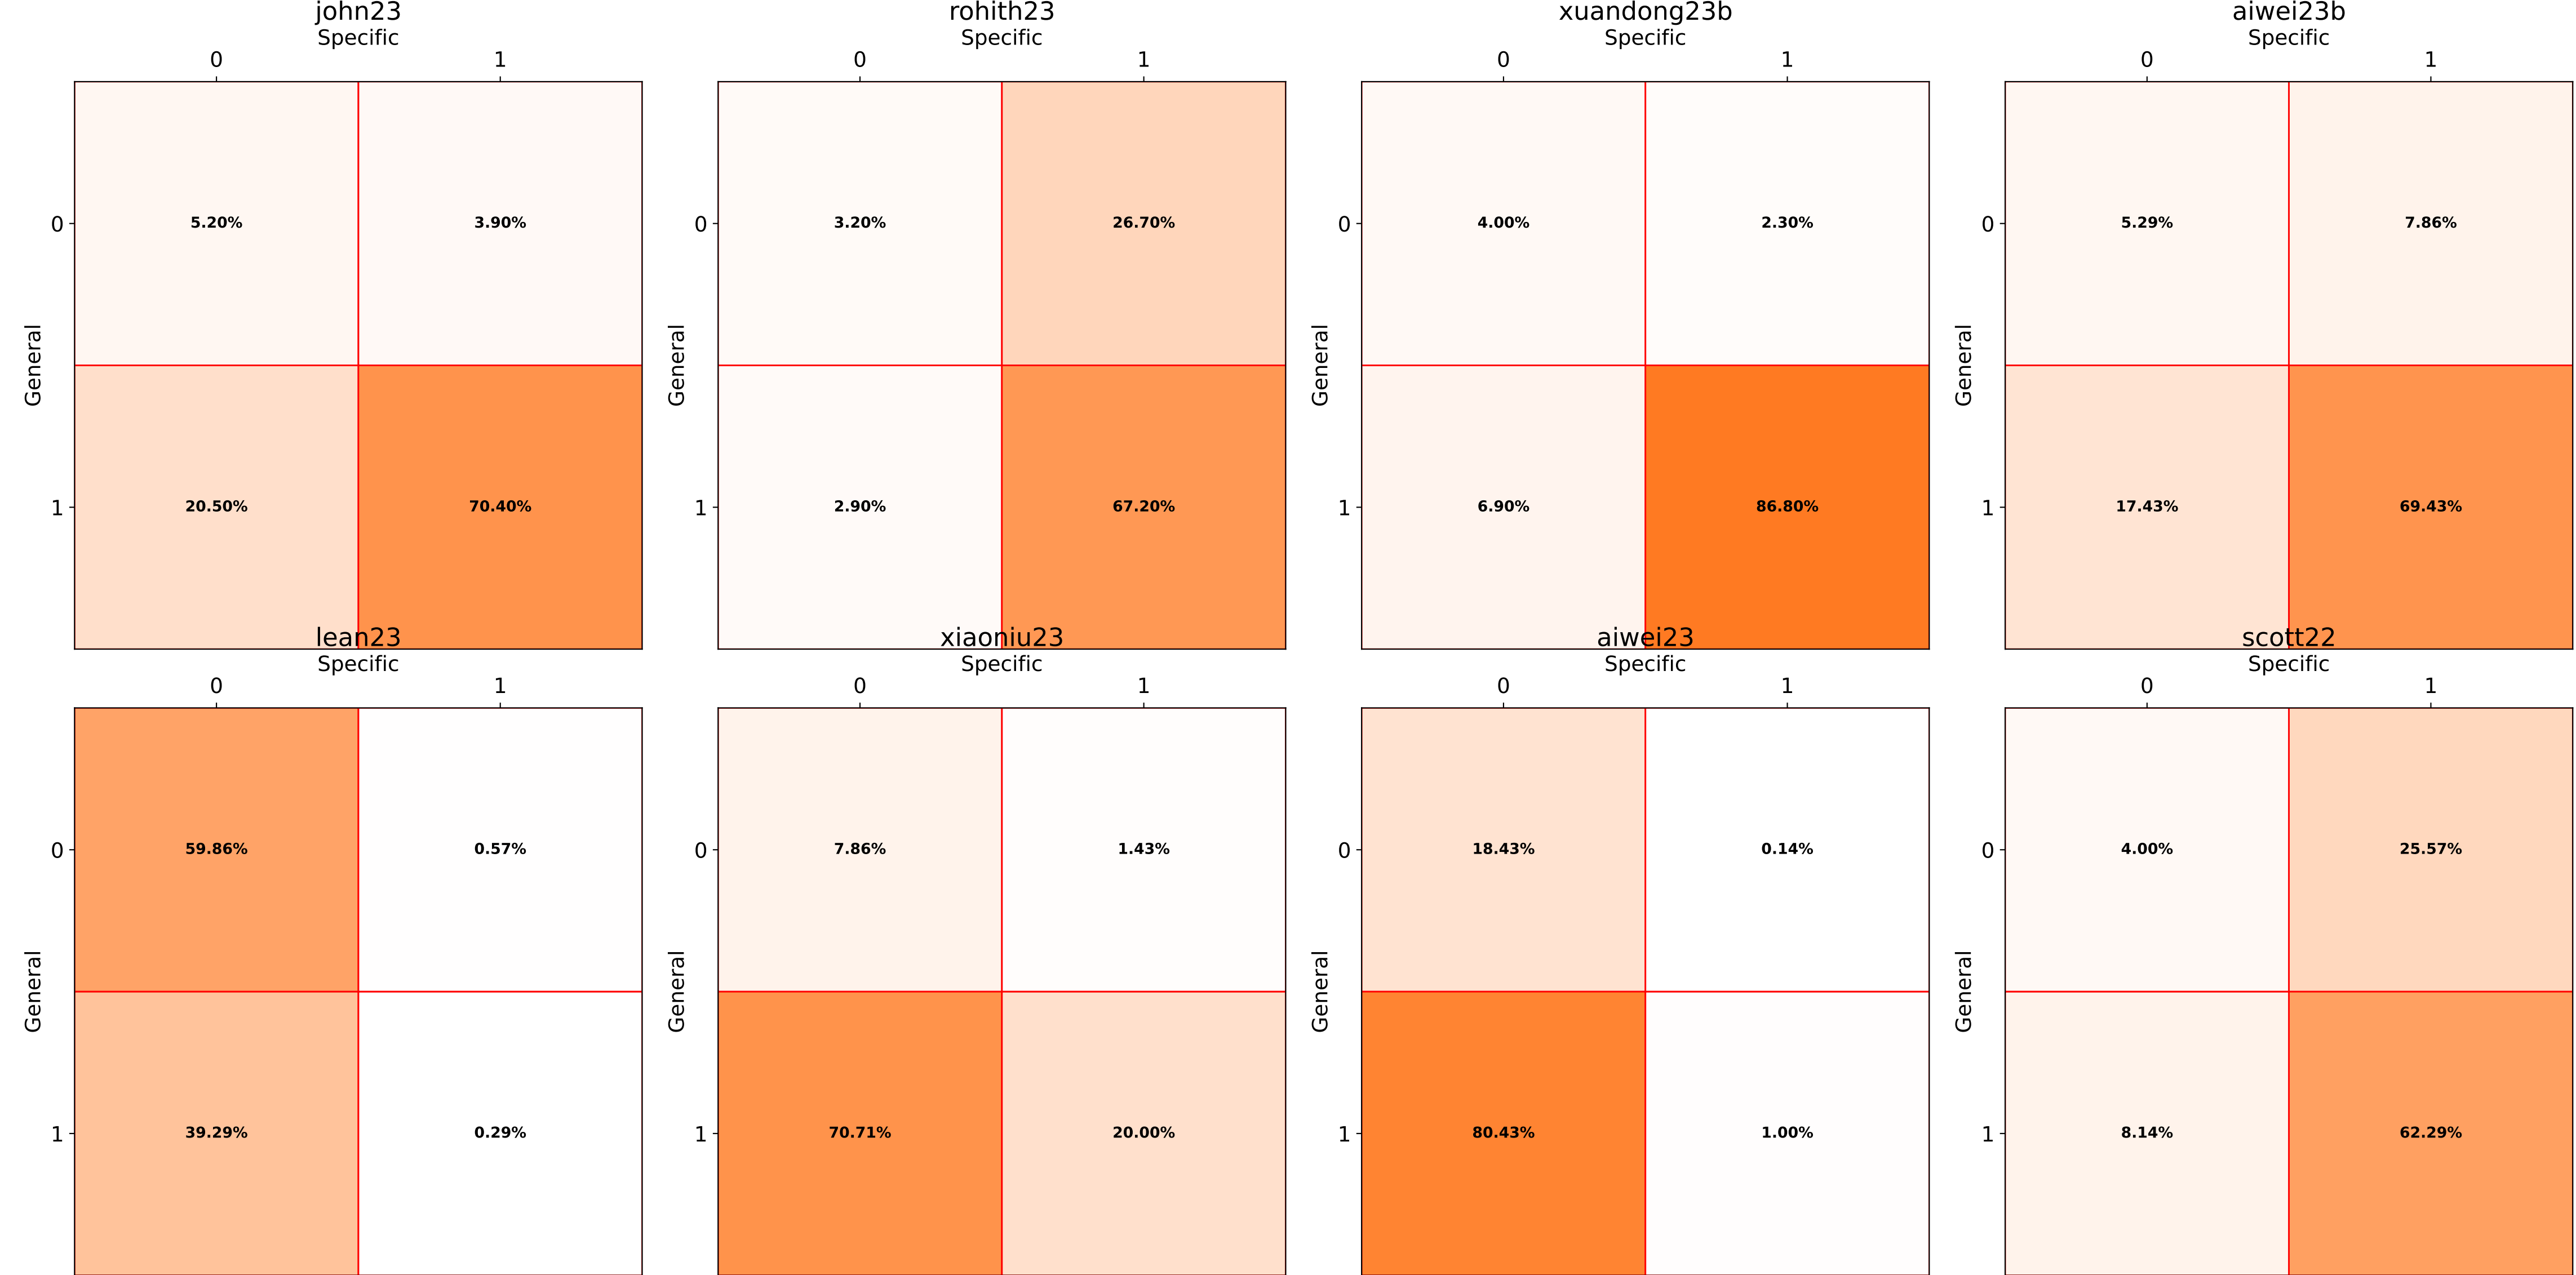 john23 rohith23 xuandong23b aiwei23b
Specific Specific Specific Specific
0 1 0 1 0 1 0 1
0 5.20% 3.90% 0 3.20% 26.70% 0 4.00% 2.30% 0 5.29% 7.86%
General General General General
1 20.50% 70.40% 1 2.90% 67.20% 1 6.90% 86.80% 1 17.43% 69.43%
lean23 xiaoniu23 aiwei23 scott22
Specific Specific Specific Specific
0 1 0 1 0 1 0 1
0 59.86% 0.57% 0 7.86% 1.43% 0 18.43% 0.14% 0 4.00% 25.57%
General General General General
1 39.29% 0.29% 1 70.71% 20.00% 1 80.43% 1.00% 1 8.14% 62.29%